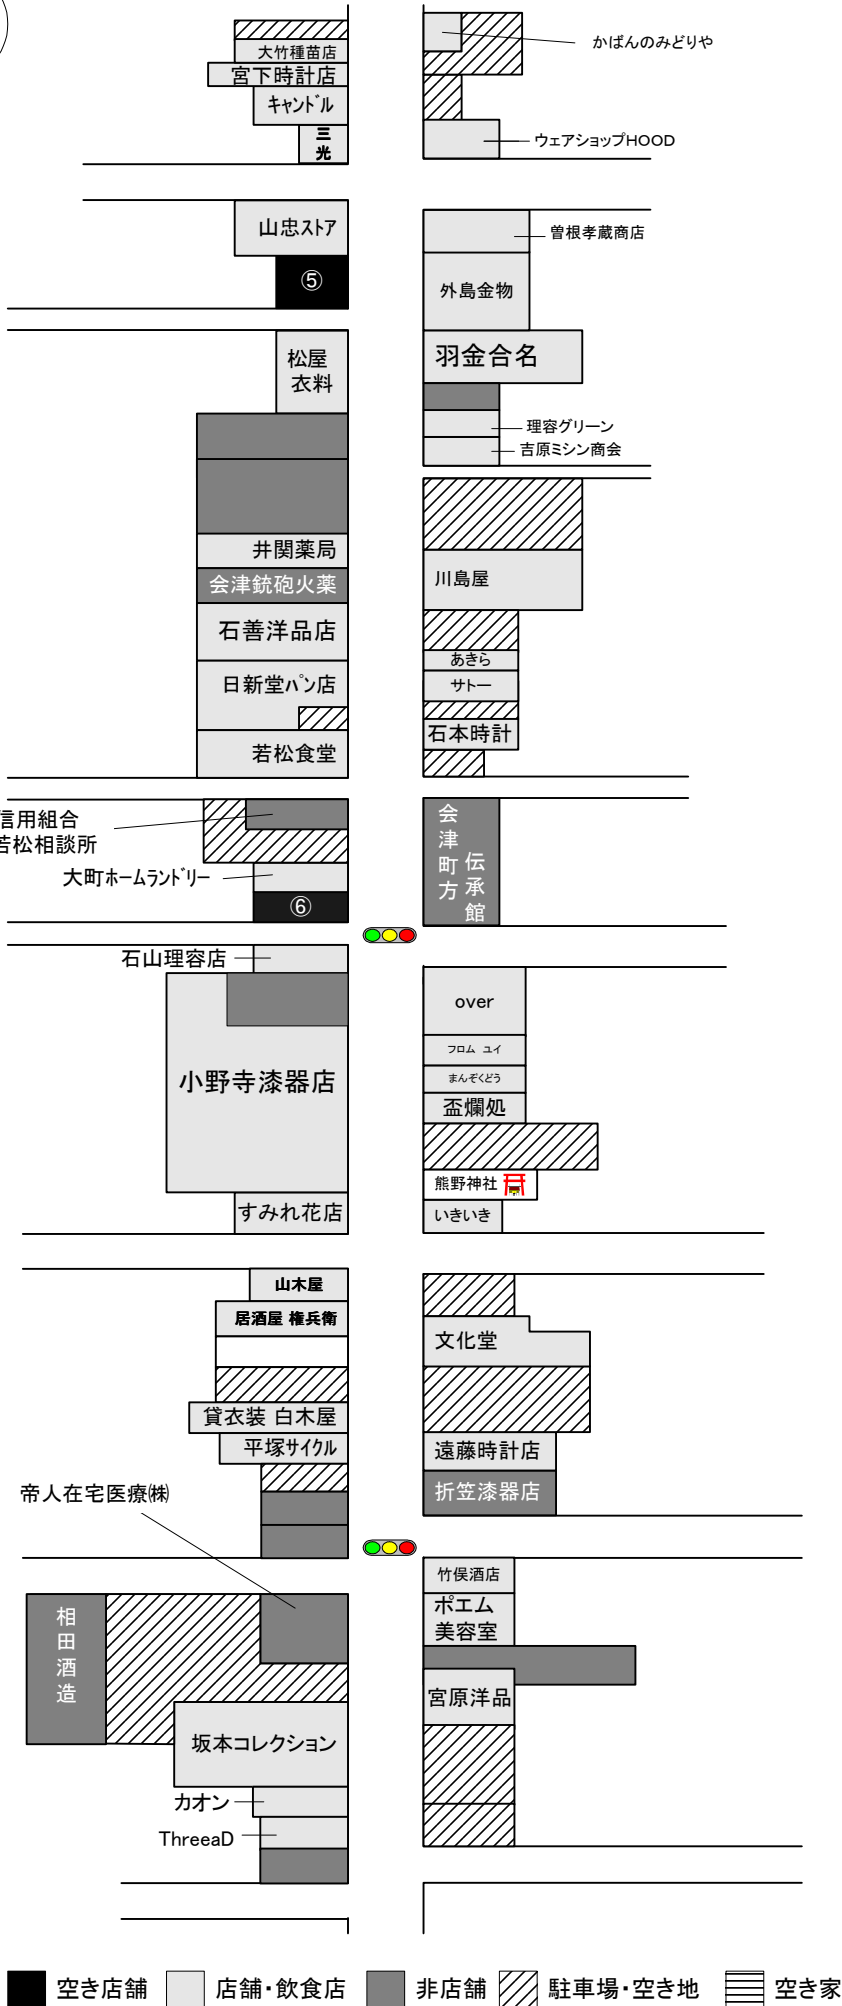 大竹種苗店
宮下時計店
キャンドル
三
光
かばんのみどりや
ウェアショップHOOD
山忠ストア
⑤
曽根孝蔵商店
外島金物
羽金合名
理容グリーン
吉原ミシン商会
松屋
衣料
井関薬局
会津銃砲火薬
石善洋品店
日新堂パン店
若松食堂
川島屋
あきら
サトー
石本時計
信用組合
若松相談所
大町ホームランドリー
⑥
会津町方
伝承館
石山理容店
小野寺漆器店
すみれ花店
over
フロム ユイ
まんぞくどう
盃爛処
熊野神社
いきいき
山木屋
居酒屋 権兵衛
貸衣装 白木屋
平塚サイクル
帝人在宅医療㈱
文化堂
遠藤時計店
折笠漆器店
相田酒造
坂本コレクション
カオン
ThreeaD
竹俣酒店
ポエム
美容室
宮原洋品
空き店舗 店舗・飲食店 非店舗 駐車場・空き地 空き家